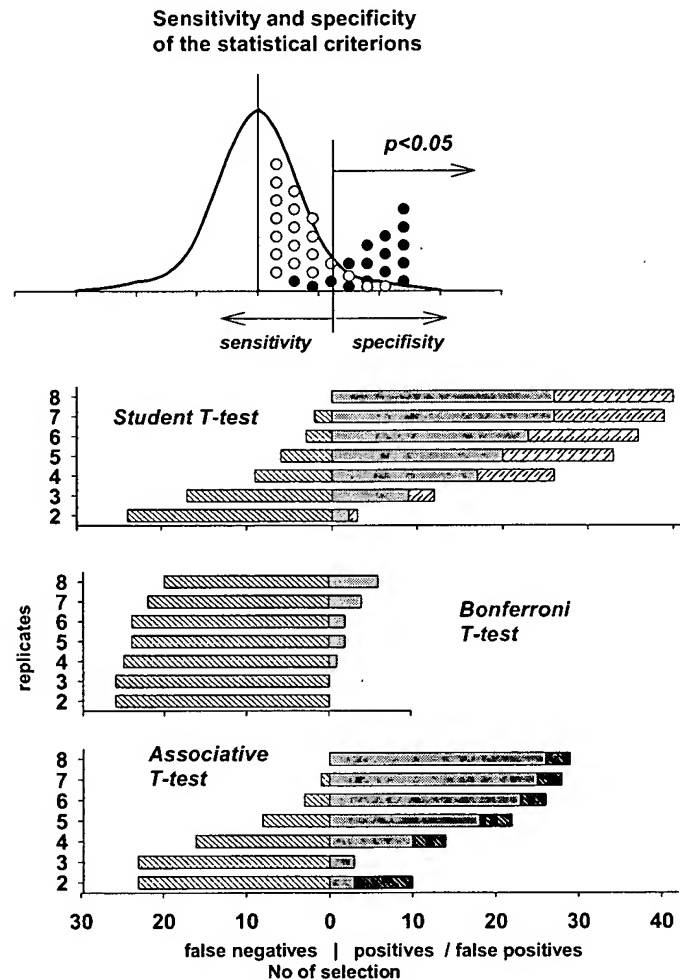 Sensitivity and specificity
of the statistical criterions
p<0.05
sensitivity
specifisity
8
7
6
5
4
3
2
Student T-test
8
7
6
5
4
3
2
replicates
Bonferroni
T-test
8
7
6
5
4
3
2
Associative
T-test
30 20 10 0 10 20 30 40
false negatives | positives / false positives
No of selection